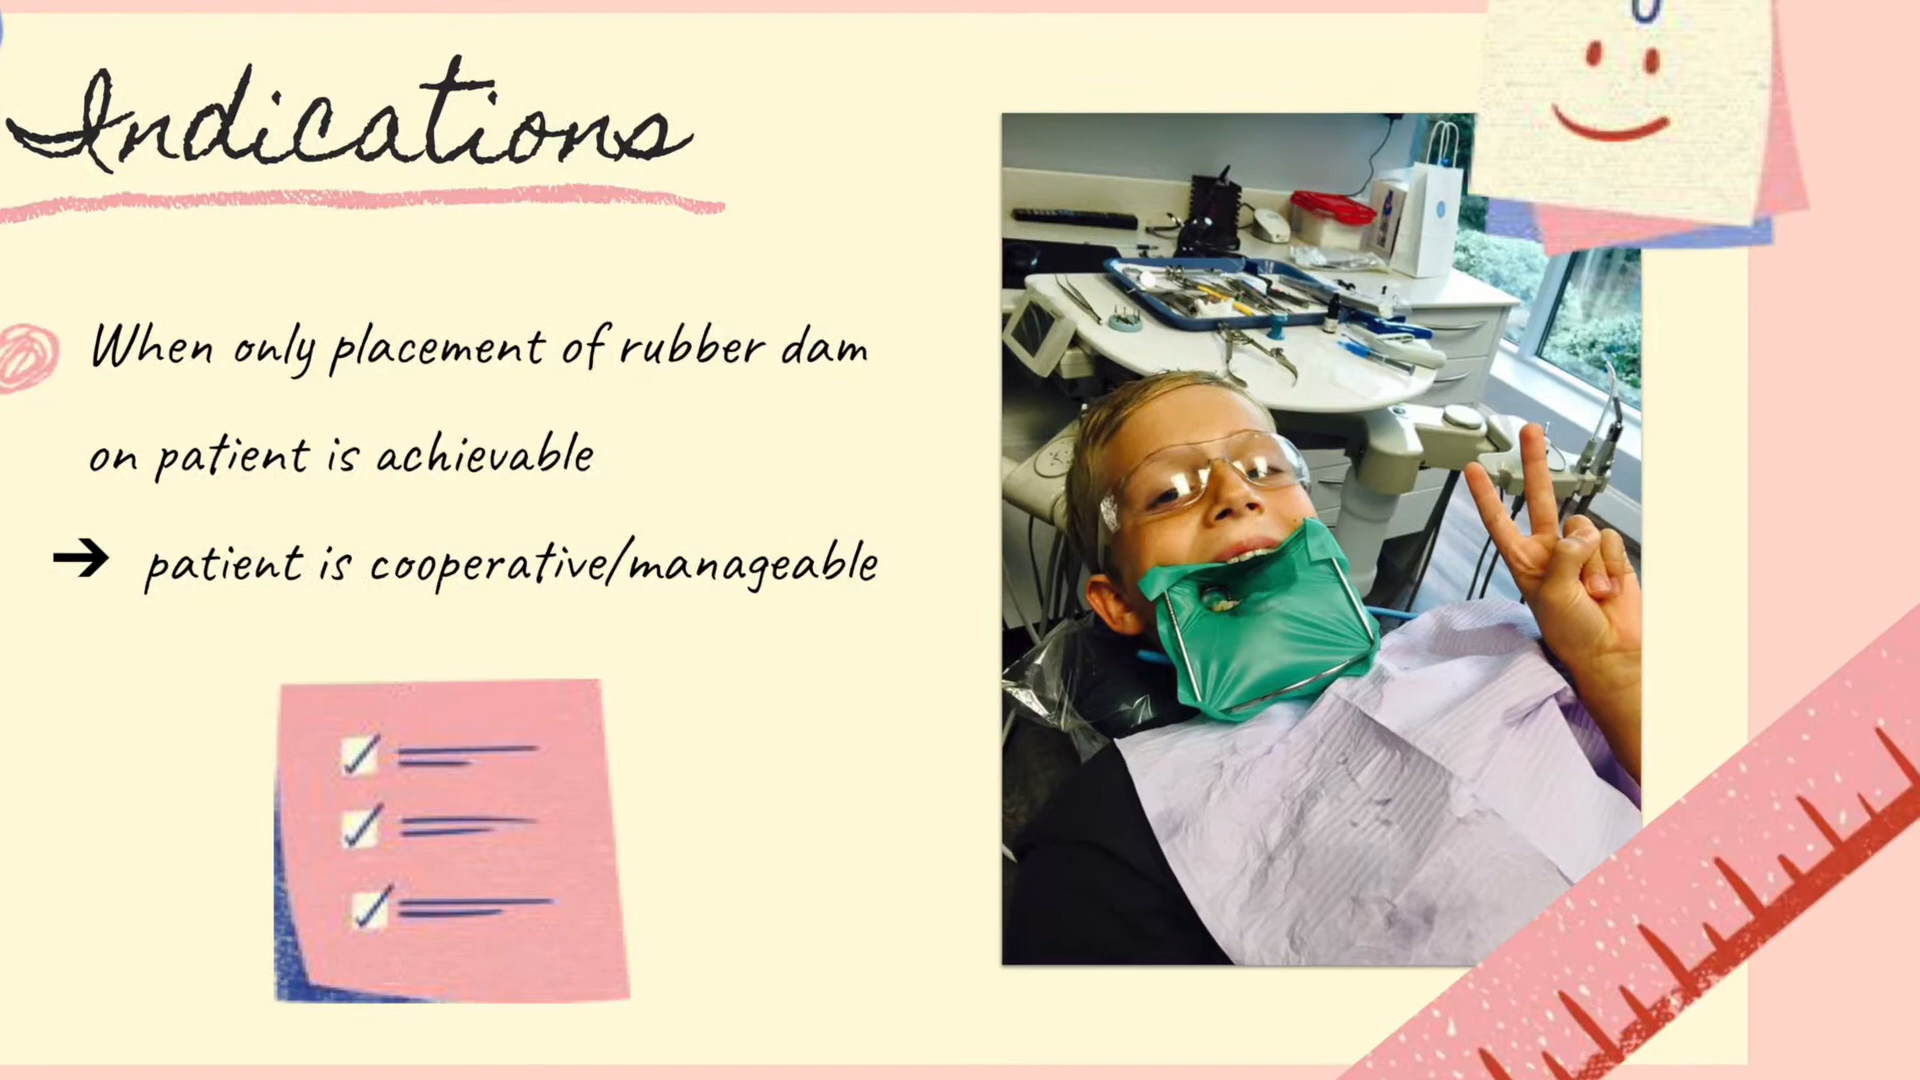 Indications
When only placement of rubber dam
on patient is achievable
➔ patient is cooperative/manageable